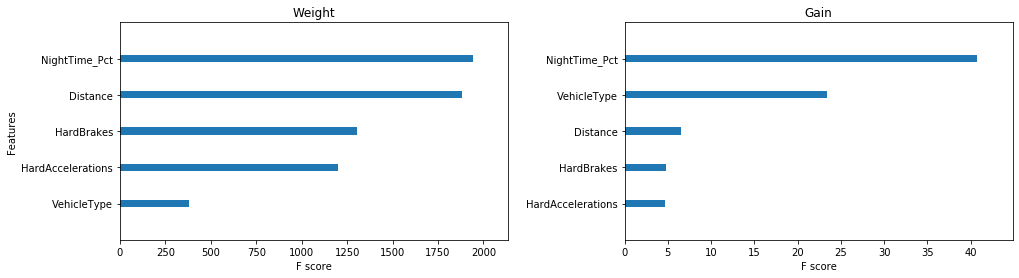 Weight
Features
NightTime_Pct
Distance
HardBrakes
HardAccelerations
VehicleType
0 250 500 750 1000 1250 1500 1750 2000
F score
Gain
NightTime_Pct
VehicleType
Distance
HardBrakes
HardAccelerations
0 5 10 15 20 25 30 35 40
F score